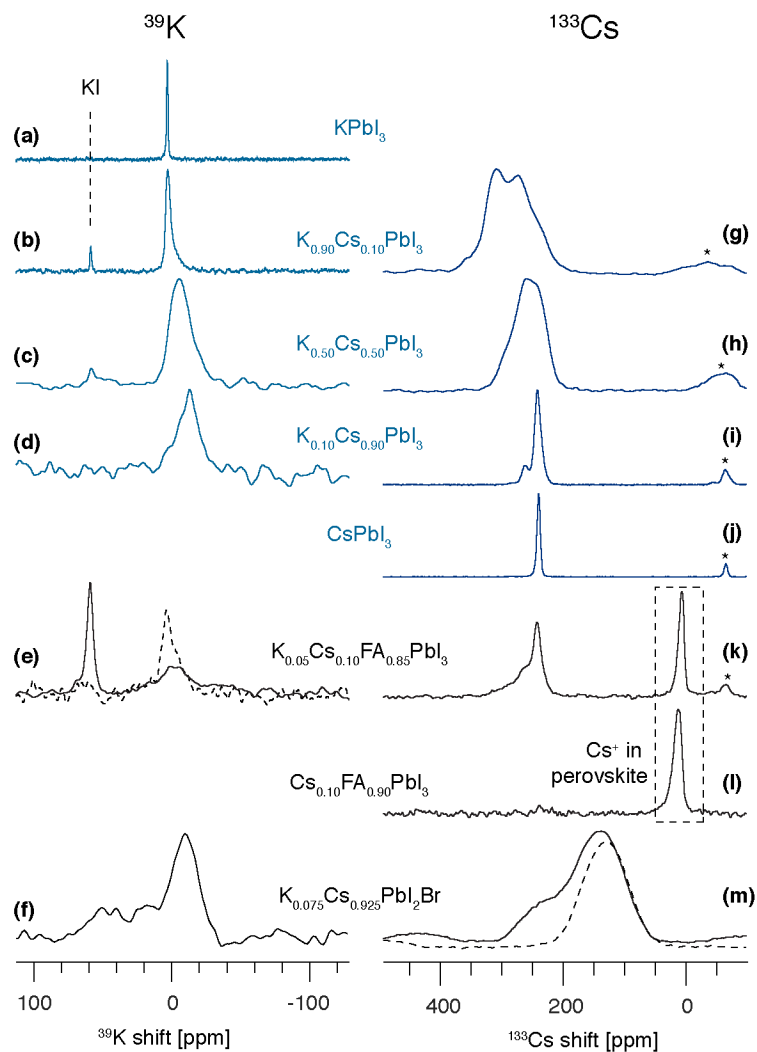 ³⁹K ¹³³Cs
KI
(a) KPbI₃
(b) K₀.₉₀Cs₀.₁₀PbI₃ (g)
*
(c) K₀.₅₀Cs₀.₅₀PbI₃ (h)
*
(d) K₀.₁₀Cs₀.₉₀PbI₃ (i)
*
CsPbI₃ (j)
*
(e) K₀.₀₅Cs₀.₁₀FA₀.₈₅PbI₃ (k)
*
Cs⁺ in
perovskite
Cs₀.₁₀FA₀.₉₀PbI₃ (l)
(f) K₀.₀₇₅Cs₀.₉₂₅PbI₂Br (m)
100 0 -100 400 200 0
³⁹K shift [ppm] ¹³³Cs shift [ppm]